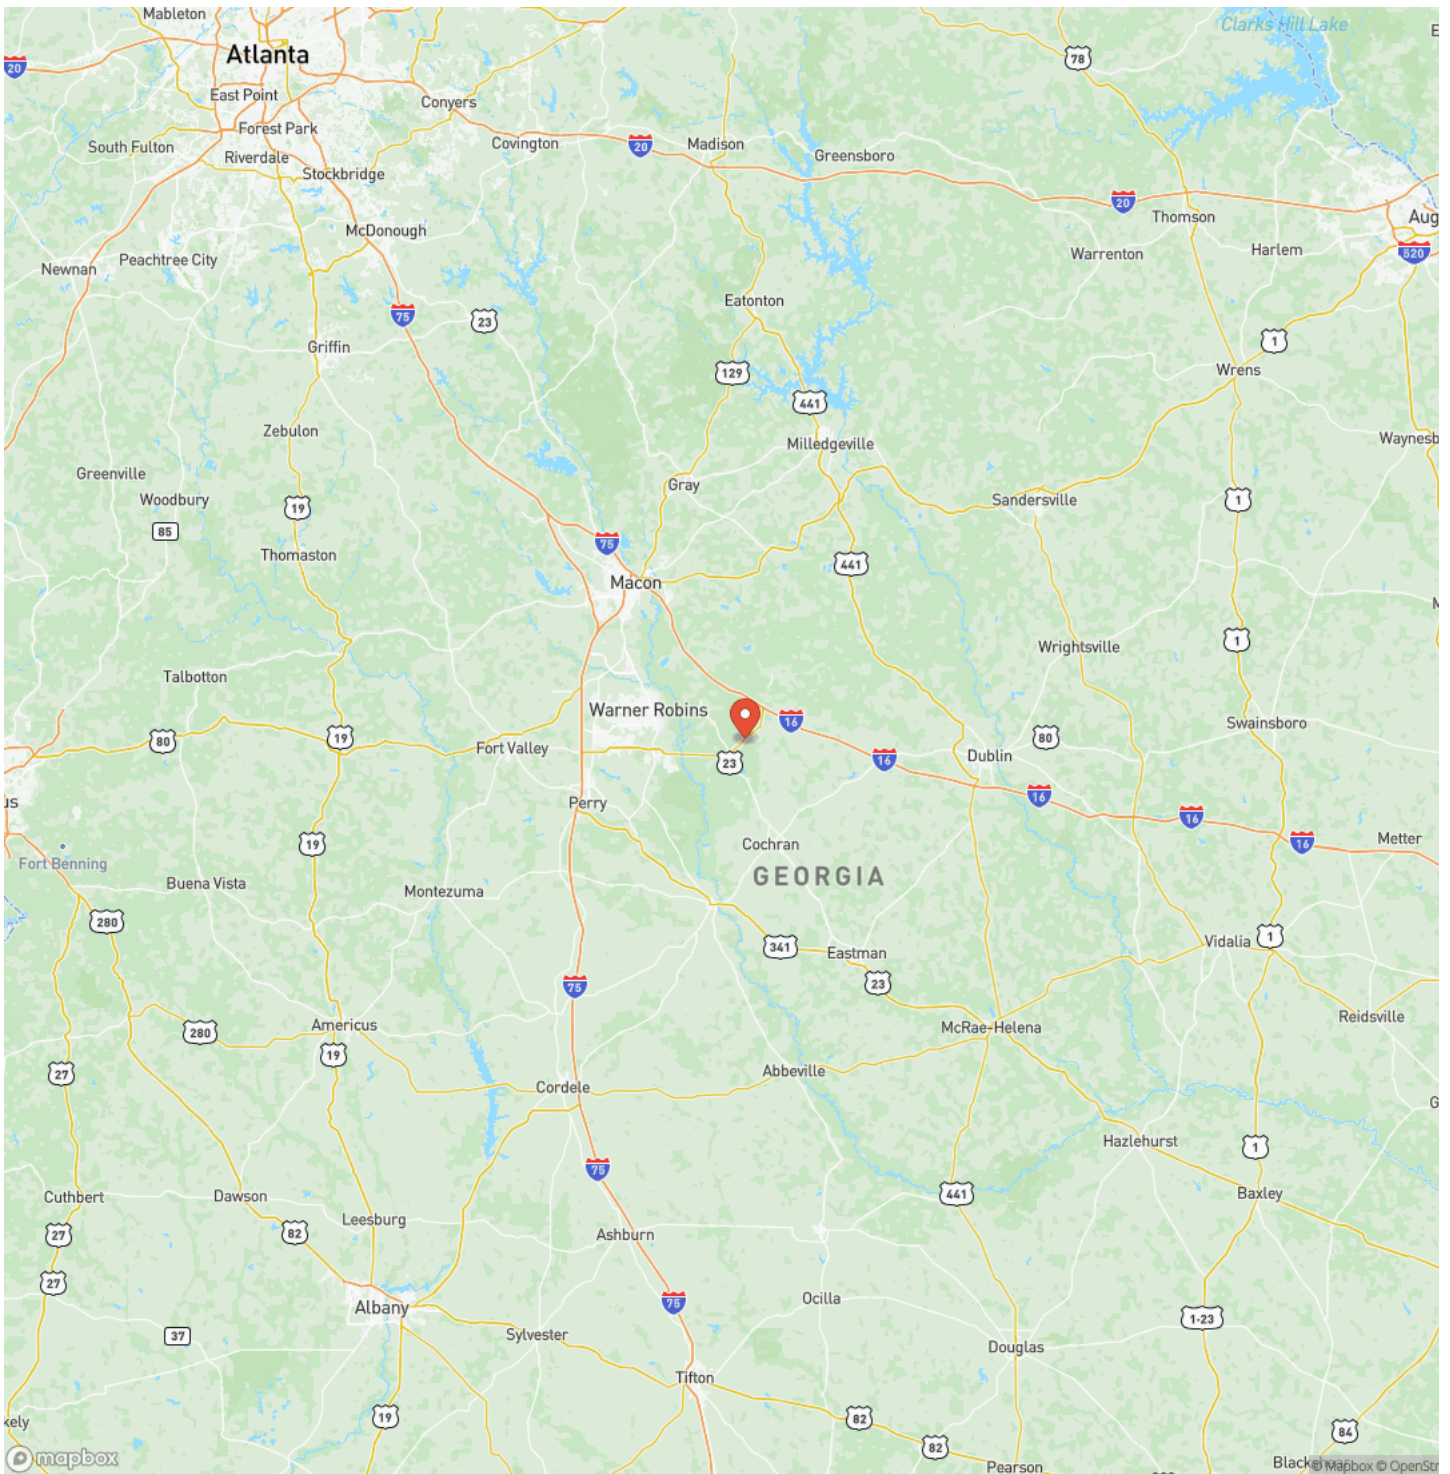 Mableton
Clarks Hill Lake
E
78
Atlanta
20
East Point
Conyers
Forest Park
South Fulton
Covington
20
Madison
Greensboro
Riverdale
Stockbridge
20
Thomson
Aug
McDonough
Warrenton
Harlem
520
Newnan
Peachtree City
Eatonton
75
23
1
Griffin
129
Wrens
441
Zebulon
Milledgeville
Waynesb
Greenville
Gray
Woodbury
Sandersville
1
19
85
75
Thomaston
441
Macon
M
1
Wrightsville
Talbotton
Warner Robins
16
Swainsboro
80
19
Fort Valley
23
16
Dublin
80
us
Perry
16
16
19
Cochran
Metter
16
Fort Benning
GEORGIA
Buena Vista
Montezuma
280
341
Eastman
Vidalia
1
75
23
280
Americus
McRae-Helena
Reidsville
19
27
Cordele
Abbeville
G
Hazlehurst
1
75
Cuthbert
Dawson
441
Baxley
27
82
Leesburg
Ashburn
27
Albany
75
Ocilla
37
Sylvester
1-23
Douglas
Tifton
kely
19
82
82
84
mapbox
Pearson
Black
© Mapbox © OpenStr